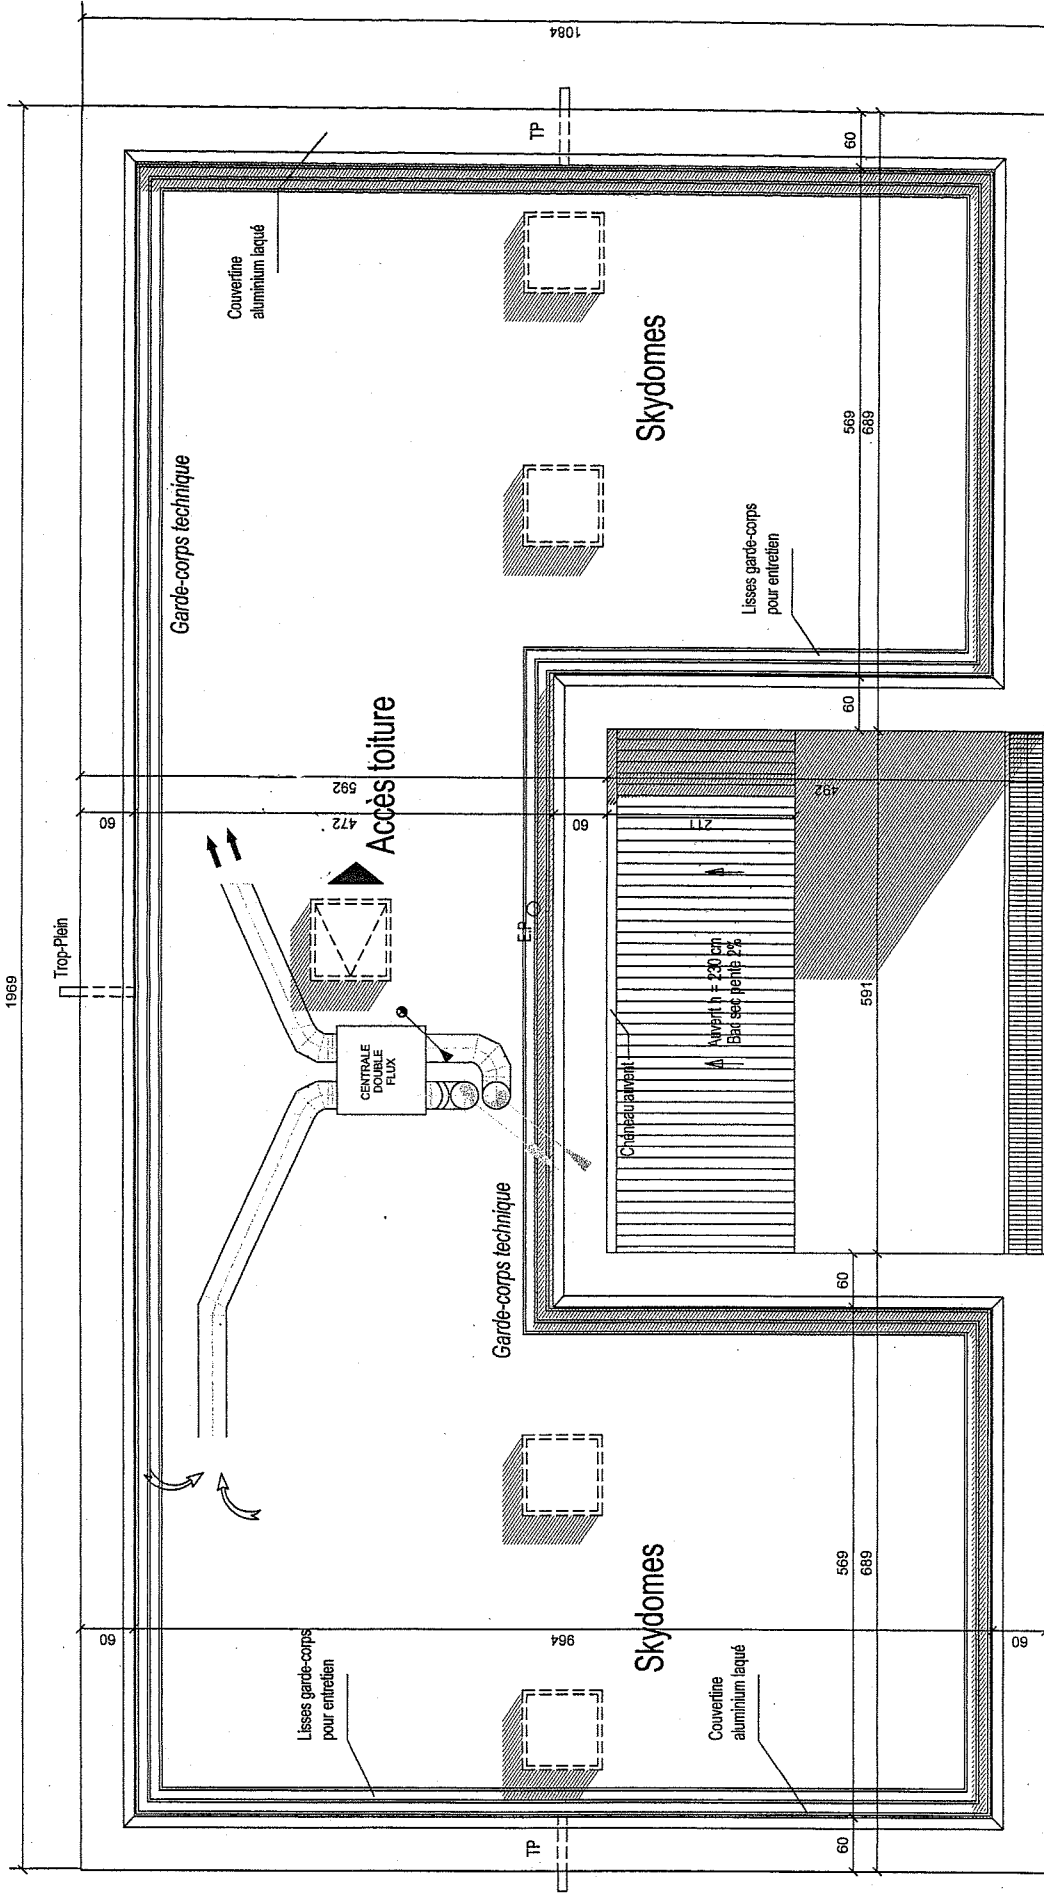 1969
1084
Trop-Plein
TP
TP
60
60
60
60
60
60
60
60
Couvertine
aluminium laqué
Garde-corps technique
Skydomes
Accès toiture
592
472
CENTRALE
DOUBLE
FLUX
Lisses garde-corps
pour entretien
569
689
E.P
492
211
Auvent h = 230 cm
Bac sec pente 2%
591
Chéneau auvent
Garde-corps technique
Skydomes
964
569
689
Lisses garde-corps
pour entretien
Couvertine
aluminium laqué